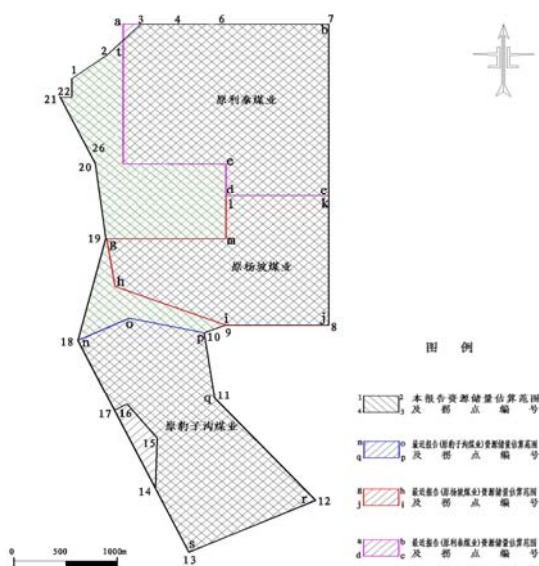 a 3 4 6 7
b
2 t
1
22
21
原利泰煤业
26
20
e
d c
l k
19 g m
原杨坡煤业
h
o
i j 8
9
18 n p 10
q 11
17 16
原豹子沟煤业
15
14
r 12
s
13
0 500 1000m
图 例
1 2 本报告资源储量估算范围
4 3 及拐点编号
n o 最近报告(原豹子沟煤业)资源储量估算范围
q p 及拐点编号
g h 最近报告(原杨坡煤业)资源储量估算范围
j i 及拐点编号
a b 最近报告(原利泰煤业)资源储量估算范围
d c 及拐点编号